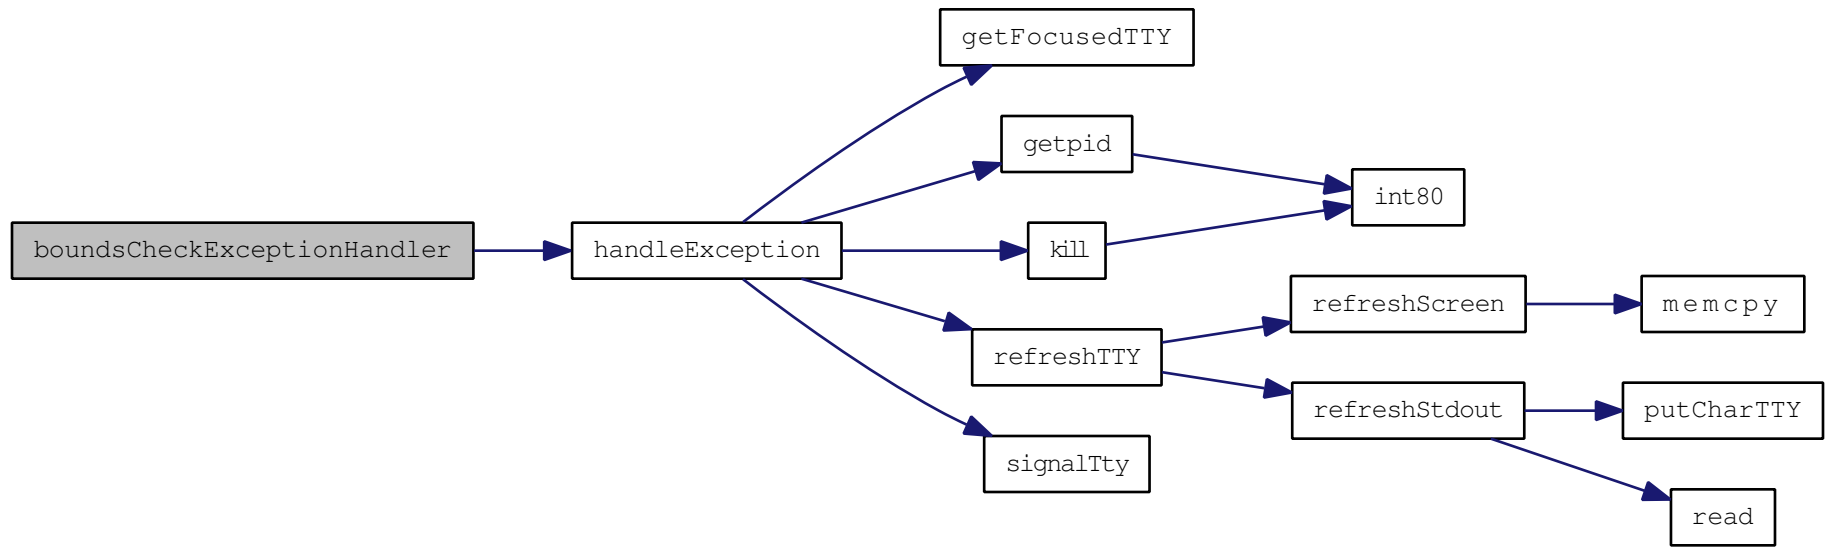 getFocusedTTY
getpid
int80
boundsCheckExceptionHandler
handleException
kill
refreshScreen
memcpy
refreshTTY
refreshStdout
putCharTTY
signalTty
read